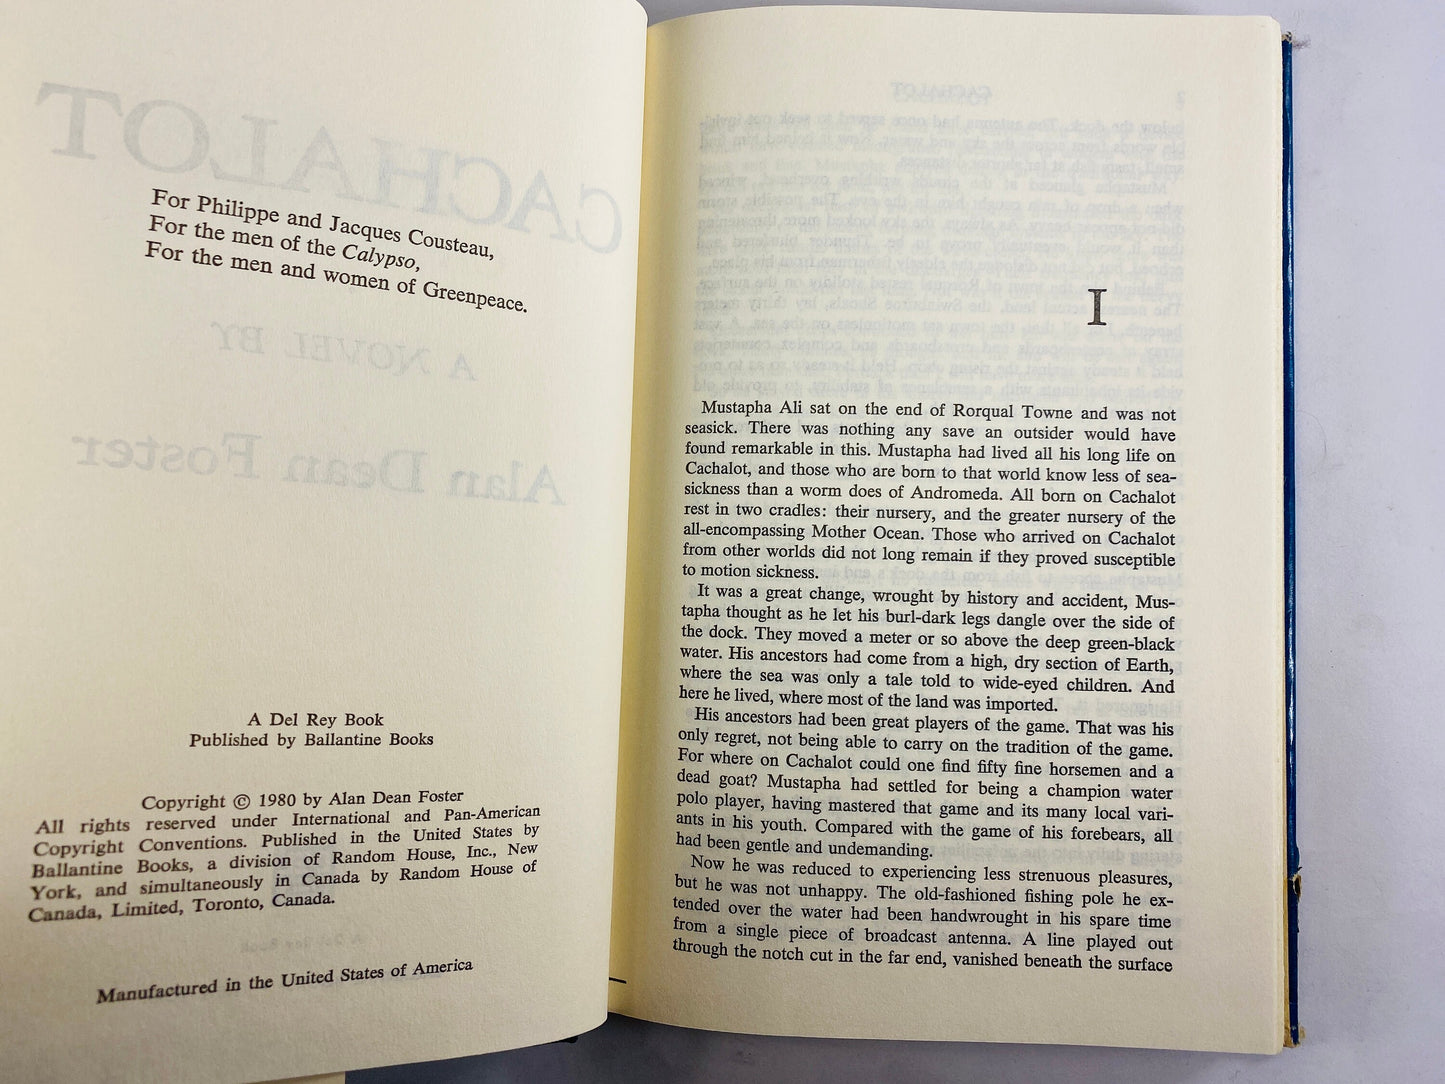 For Philippe and Jacques Cousteau,
For the men of the Calypso,
For the men and women of Greenpeace.
CACHALOT
A NOVEL BY
Alan Dean Foster
A Del Rey Book
Published by Ballantine Books
Copyright © 1980 by Alan Dean Foster
All rights reserved under International and Pan-American
Copyright Conventions. Published in the United States by
Ballantine Books, a division of Random House, Inc., New
York, and simultaneously in Canada by Random House of
Canada, Limited, Toronto, Canada.
Manufactured in the United States of America
I
Mustapha Ali sat on the end of Rorqual Towne and was not
seasick. There was nothing any save an outsider would have
found remarkable in this. Mustapha had lived all his long life on
Cachalot, and those who are born to that world know less of sea-
sickness than a worm does of Andromeda. All born on Cachalot
rest in two cradles: their nursery, and the greater nursery of the
all-encompassing Mother Ocean. Those who arrived on Cachalot
from other worlds did not long remain if they proved susceptible
to motion sickness.
It was a great change, wrought by history and accident, Mus-
tapha thought as he let his burl-dark legs dangle over the side of
the dock. They moved a meter or so above the deep green-black
water. His ancestors had come from a high, dry section of Earth,
where the sea was only a tale told to wide-eyed children. And
here he lived, where most of the land was imported.
His ancestors had been great players of the game. That was his
only regret, not being able to carry on the tradition of the game.
For where on Cachalot could one find fifty fine horsemen and a
dead goat? Mustapha had settled for being a champion water
polo player, having mastered that game and its many local vari-
ants in his youth. Compared with the game of his forebears, all
had been gentle and undemanding.
Now he was reduced to experiencing less strenuous pleasures,
but he was not unhappy. The old-fashioned fishing pole he ex-
tended over the water had been handwrought in his spare time
from a single piece of broadcast antenna. A line played out
through the notch cut in the far end, vanished beneath the surface